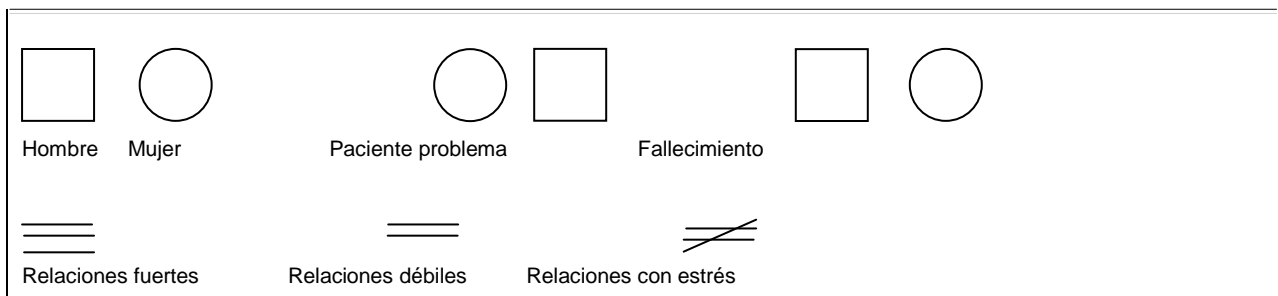 Hombre Mujer Paciente problema Fallecimiento
Relaciones fuertes Relaciones débiles Relaciones con estrés